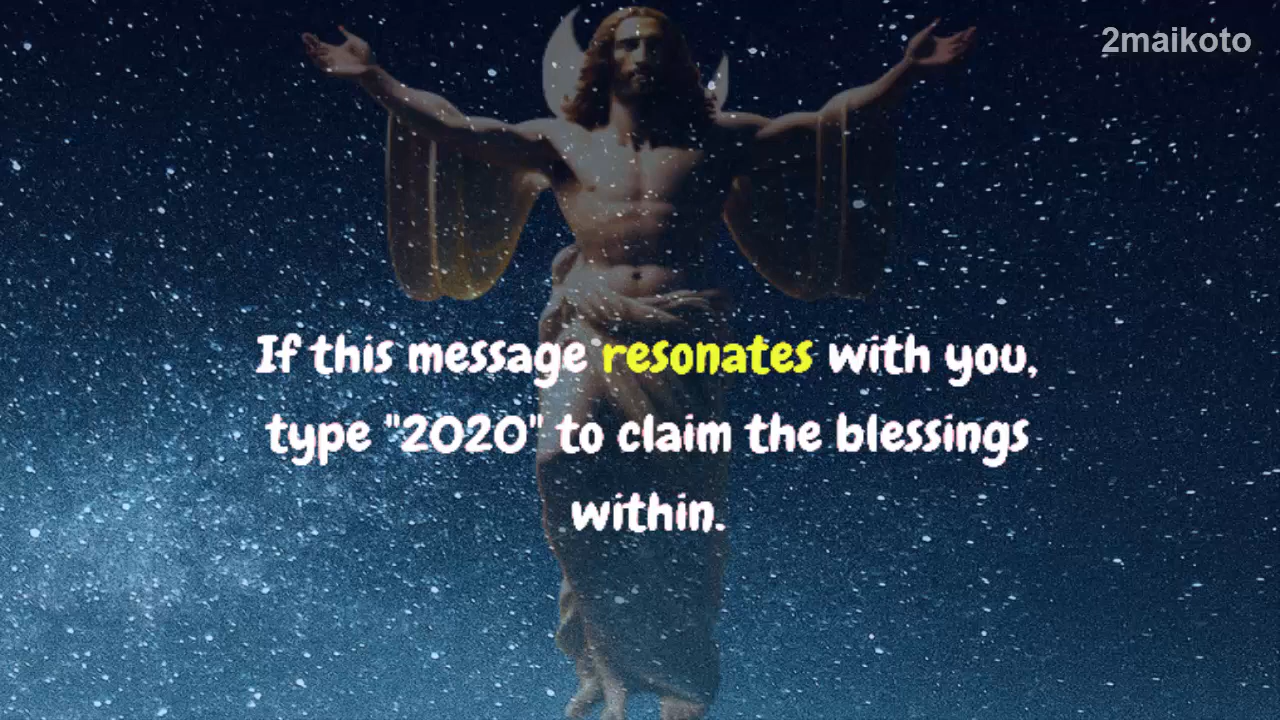 2maikoto
If this message resonates with you,
type "2020" to claim the blessings
within.